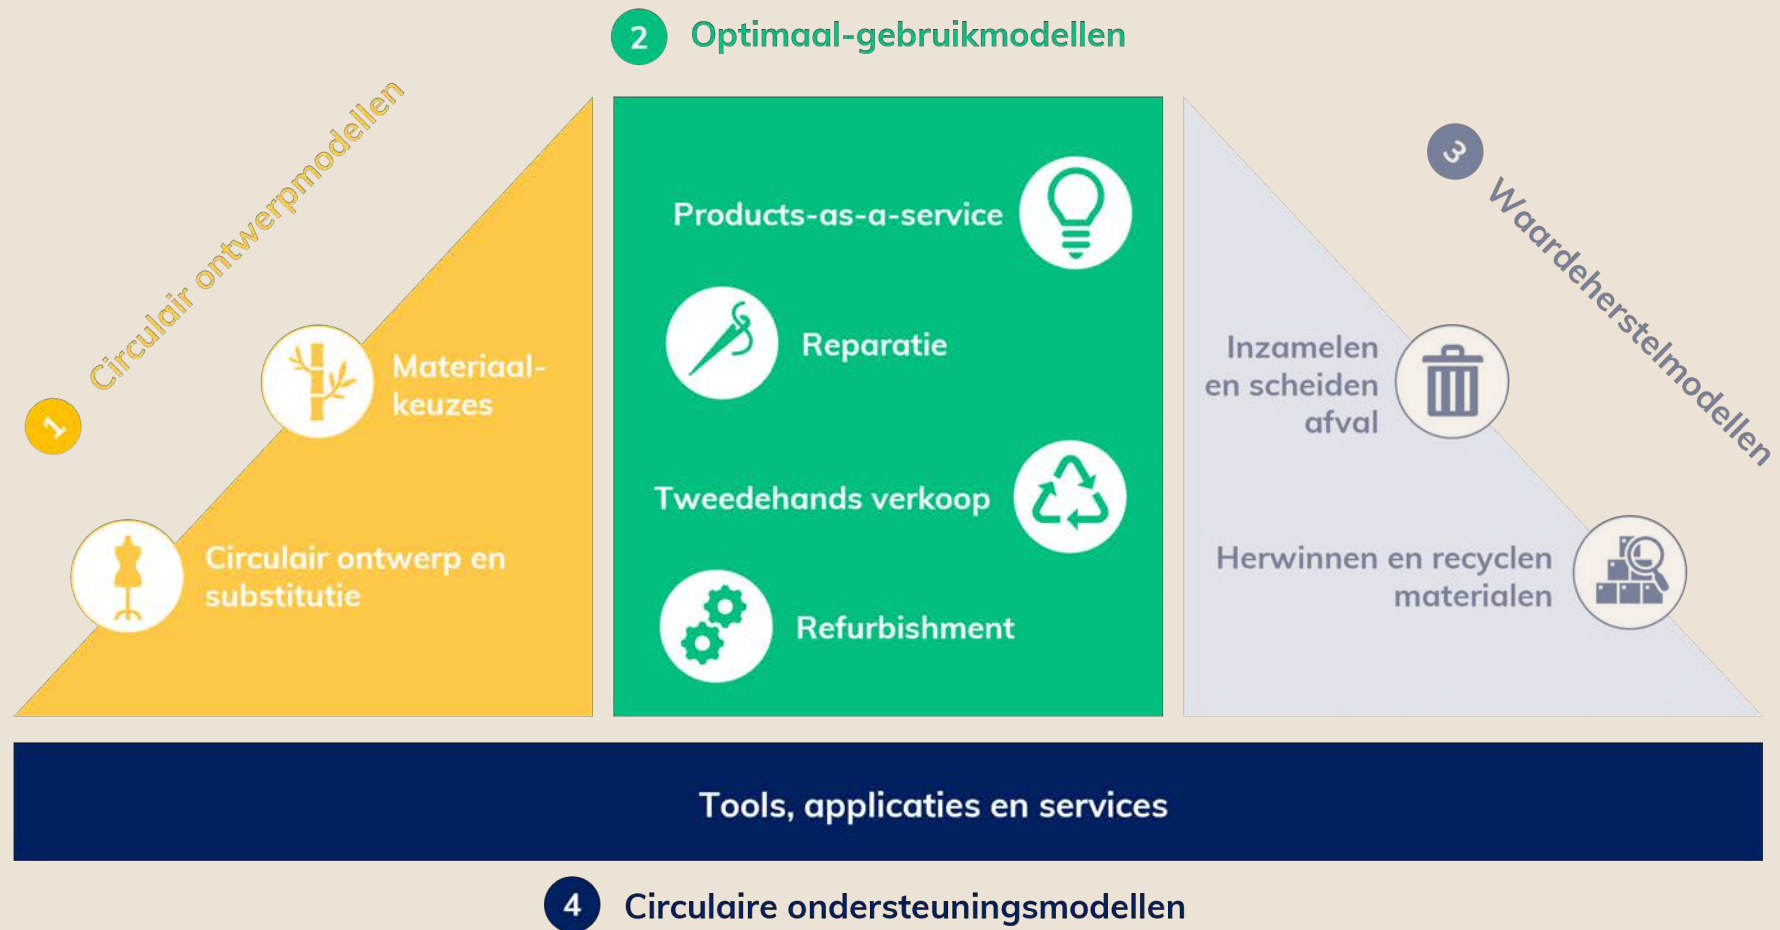 2 Optimaal-gebruikmodellen
1 Circulair ontwerpmodellen
Materiaal-
keuzes
Circulair ontwerp en
substitutie
Products-as-a-service
Reparatie
Tweedehands verkoop
Refurbishment
3 Waardeherstelmodellen
Inzamelen
en scheiden
afval
Herwinnen en recyclen
materialen
Tools, applicaties en services
4 Circulaire ondersteuningsmodellen